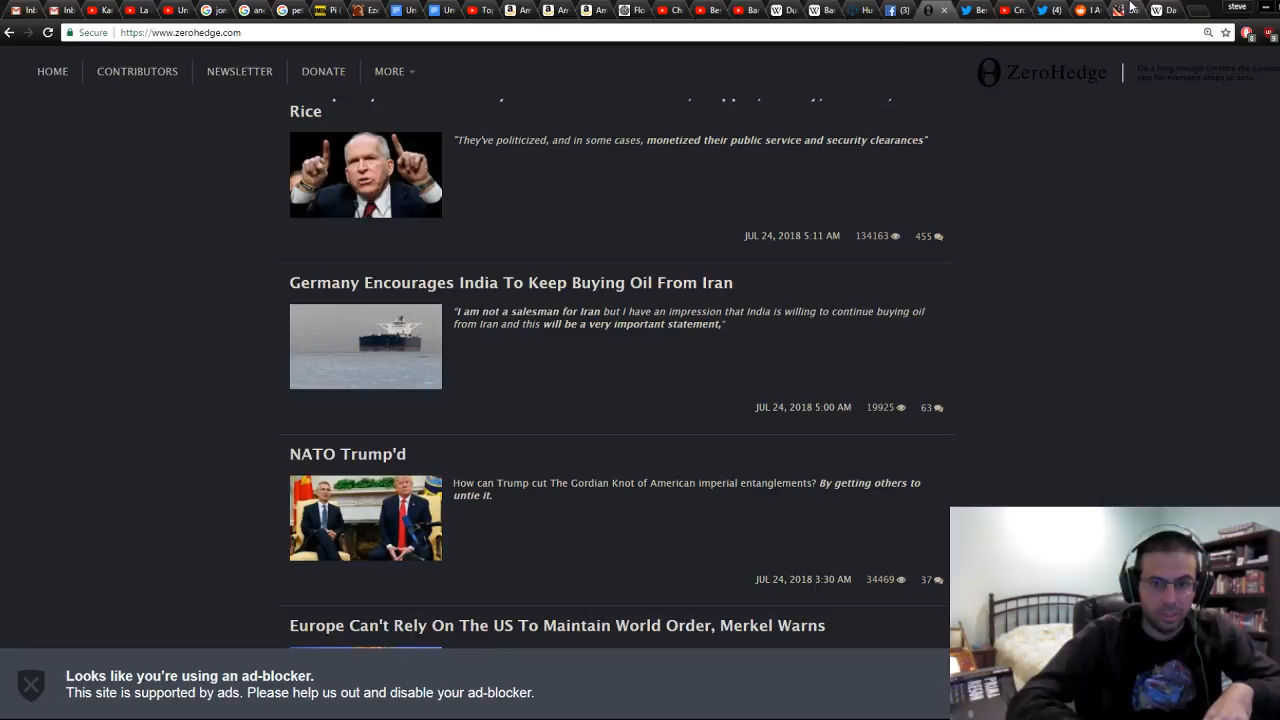 steve
Secure
https://www.zerohedge.com
HOME
CONTRIBUTORS
NEWSLETTER
DONATE
MORE
ZeroHedge
Rice
"They've politicized, and in some cases, monetized their public service and security clearances"
JUL 24, 2018 5:11 AM 134163 455
Germany Encourages India To Keep Buying Oil From Iran
"I am not a salesman for Iran but I have an impression that India is willing to continue buying oil
from Iran and this will be a very important statement,"
JUL 24, 2018 5:00 AM 19925 63
NATO Trump'd
How can Trump cut The Gordian Knot of American imperial entanglements? By getting others to
untie it.
JUL 24, 2018 3:30 AM 34469 37
Europe Can't Rely On The US To Maintain World Order, Merkel Warns
Looks like you're using an ad-blocker.
This site is supported by ads. Please help us out and disable your ad-blocker.